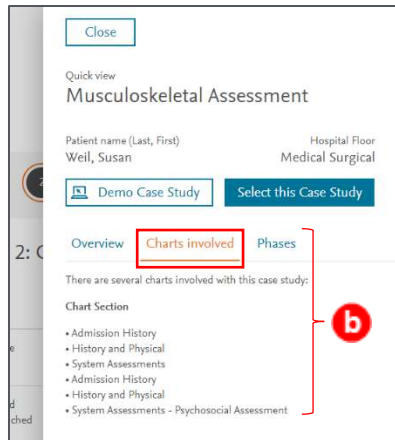 Close
Quick view
Musculoskeletal Assessment
Patient name (Last, First) Hospital Floor
Weil, Susan Medical Surgical
Demo Case Study Select this Case Study
2
2: C
Overview Charts involved Phases
There are several charts involved with this case study:
Chart Section
b
• Admission History
• History and Physical
e
• System Assessments
• Admission History
• History and Physical
d
• System Assessments - Psychosocial Assessment
ched